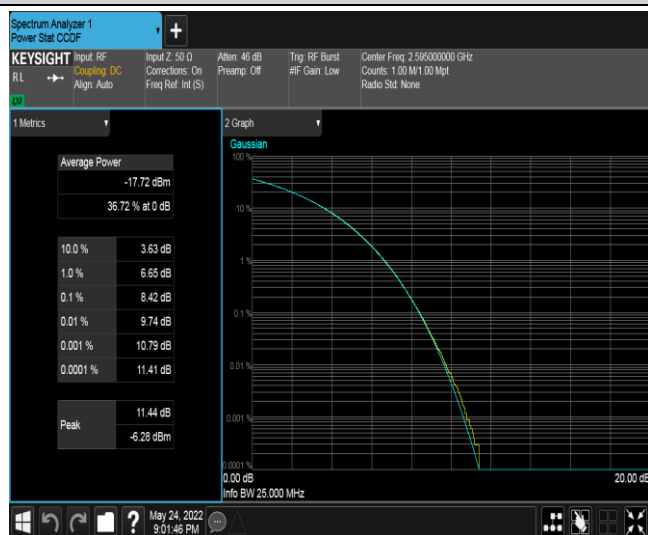 Spectrum Analyzer 1
Power Stat CCDF
+
KEYSIGHT
RL
LXI
Input: RF
Coupling: DC
Align: Auto
Input Z: 50 Ω
Corrections: On
Freq Ref: Int (S)
Atten: 46 dB
Preamp: Off
Trig: RF Burst
#IF Gain: Low
Center Freq: 2.595000000 GHz
Counts: 1.00 M/1.00 Mpt
Radio Std: None
1 Metrics
Average Power
-17.72 dBm
36.72 % at 0 dB
10.0 % 3.63 dB
1.0 % 6.65 dB
0.1 % 8.42 dB
0.01 % 9.74 dB
0.001 % 10.79 dB
0.0001 % 11.41 dB
Peak
11.44 dB
-6.28 dBm
2 Graph
Gaussian
100 %
10 %
1 %
0.1 %
0.01 %
0.001 %
0.0001 %
0.00 dB 20.00 dB
Info BW 25.000 MHz
?
May 24, 2022
9:01:46 PM